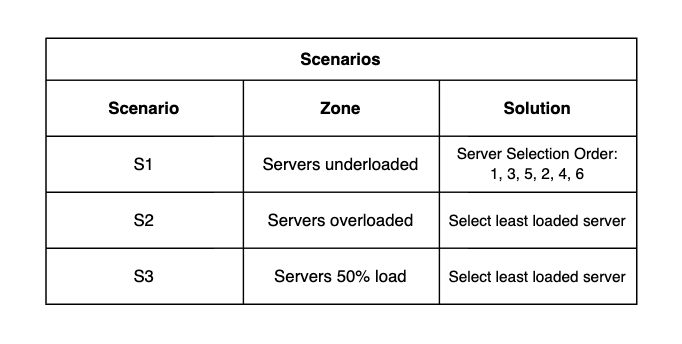 Scenarios
Scenario Zone Solution
S1 Servers underloaded Server Selection Order:
1, 3, 5, 2, 4, 6
S2 Servers overloaded Select least loaded server
S3 Servers 50% load Select least loaded server